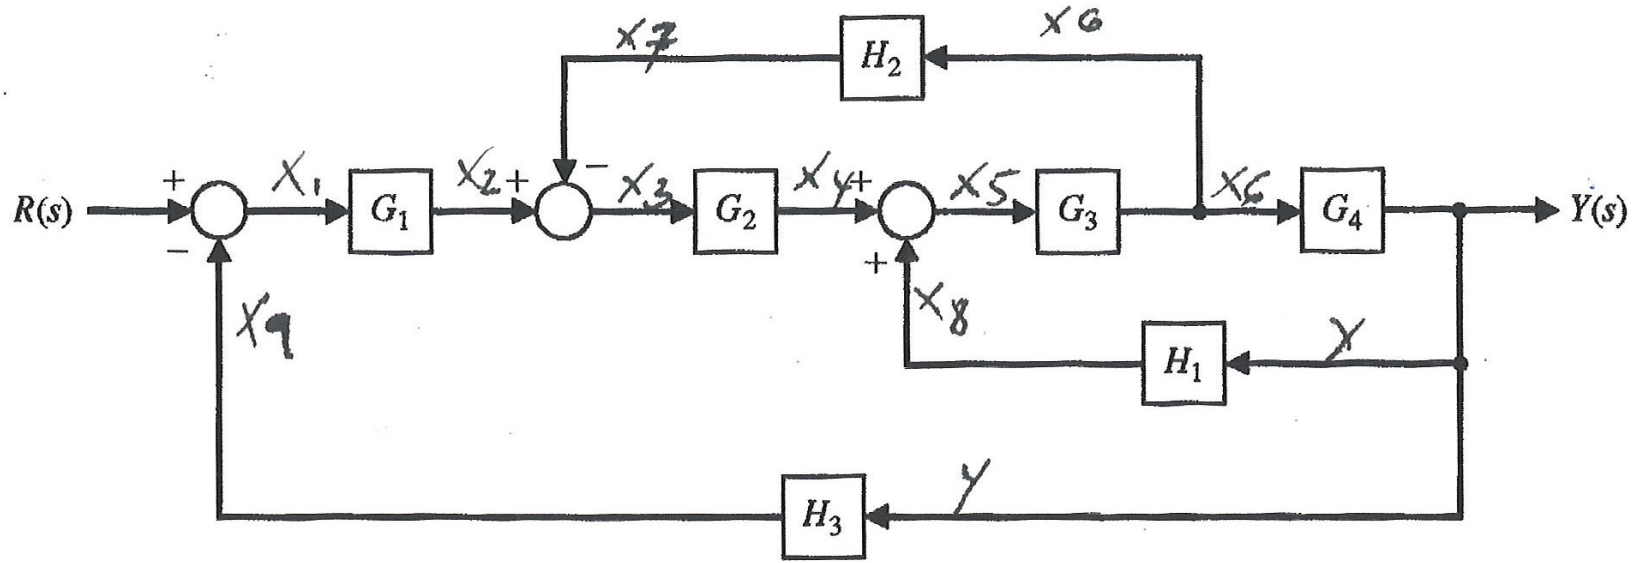 X7 H₂ X6
R(s) + − X₁ G₁ X2 + − X3 G₂ X4 + + X5 G₃ X6 G₄ Y(s)
X9 X8 H₁ Y
H₃ Y